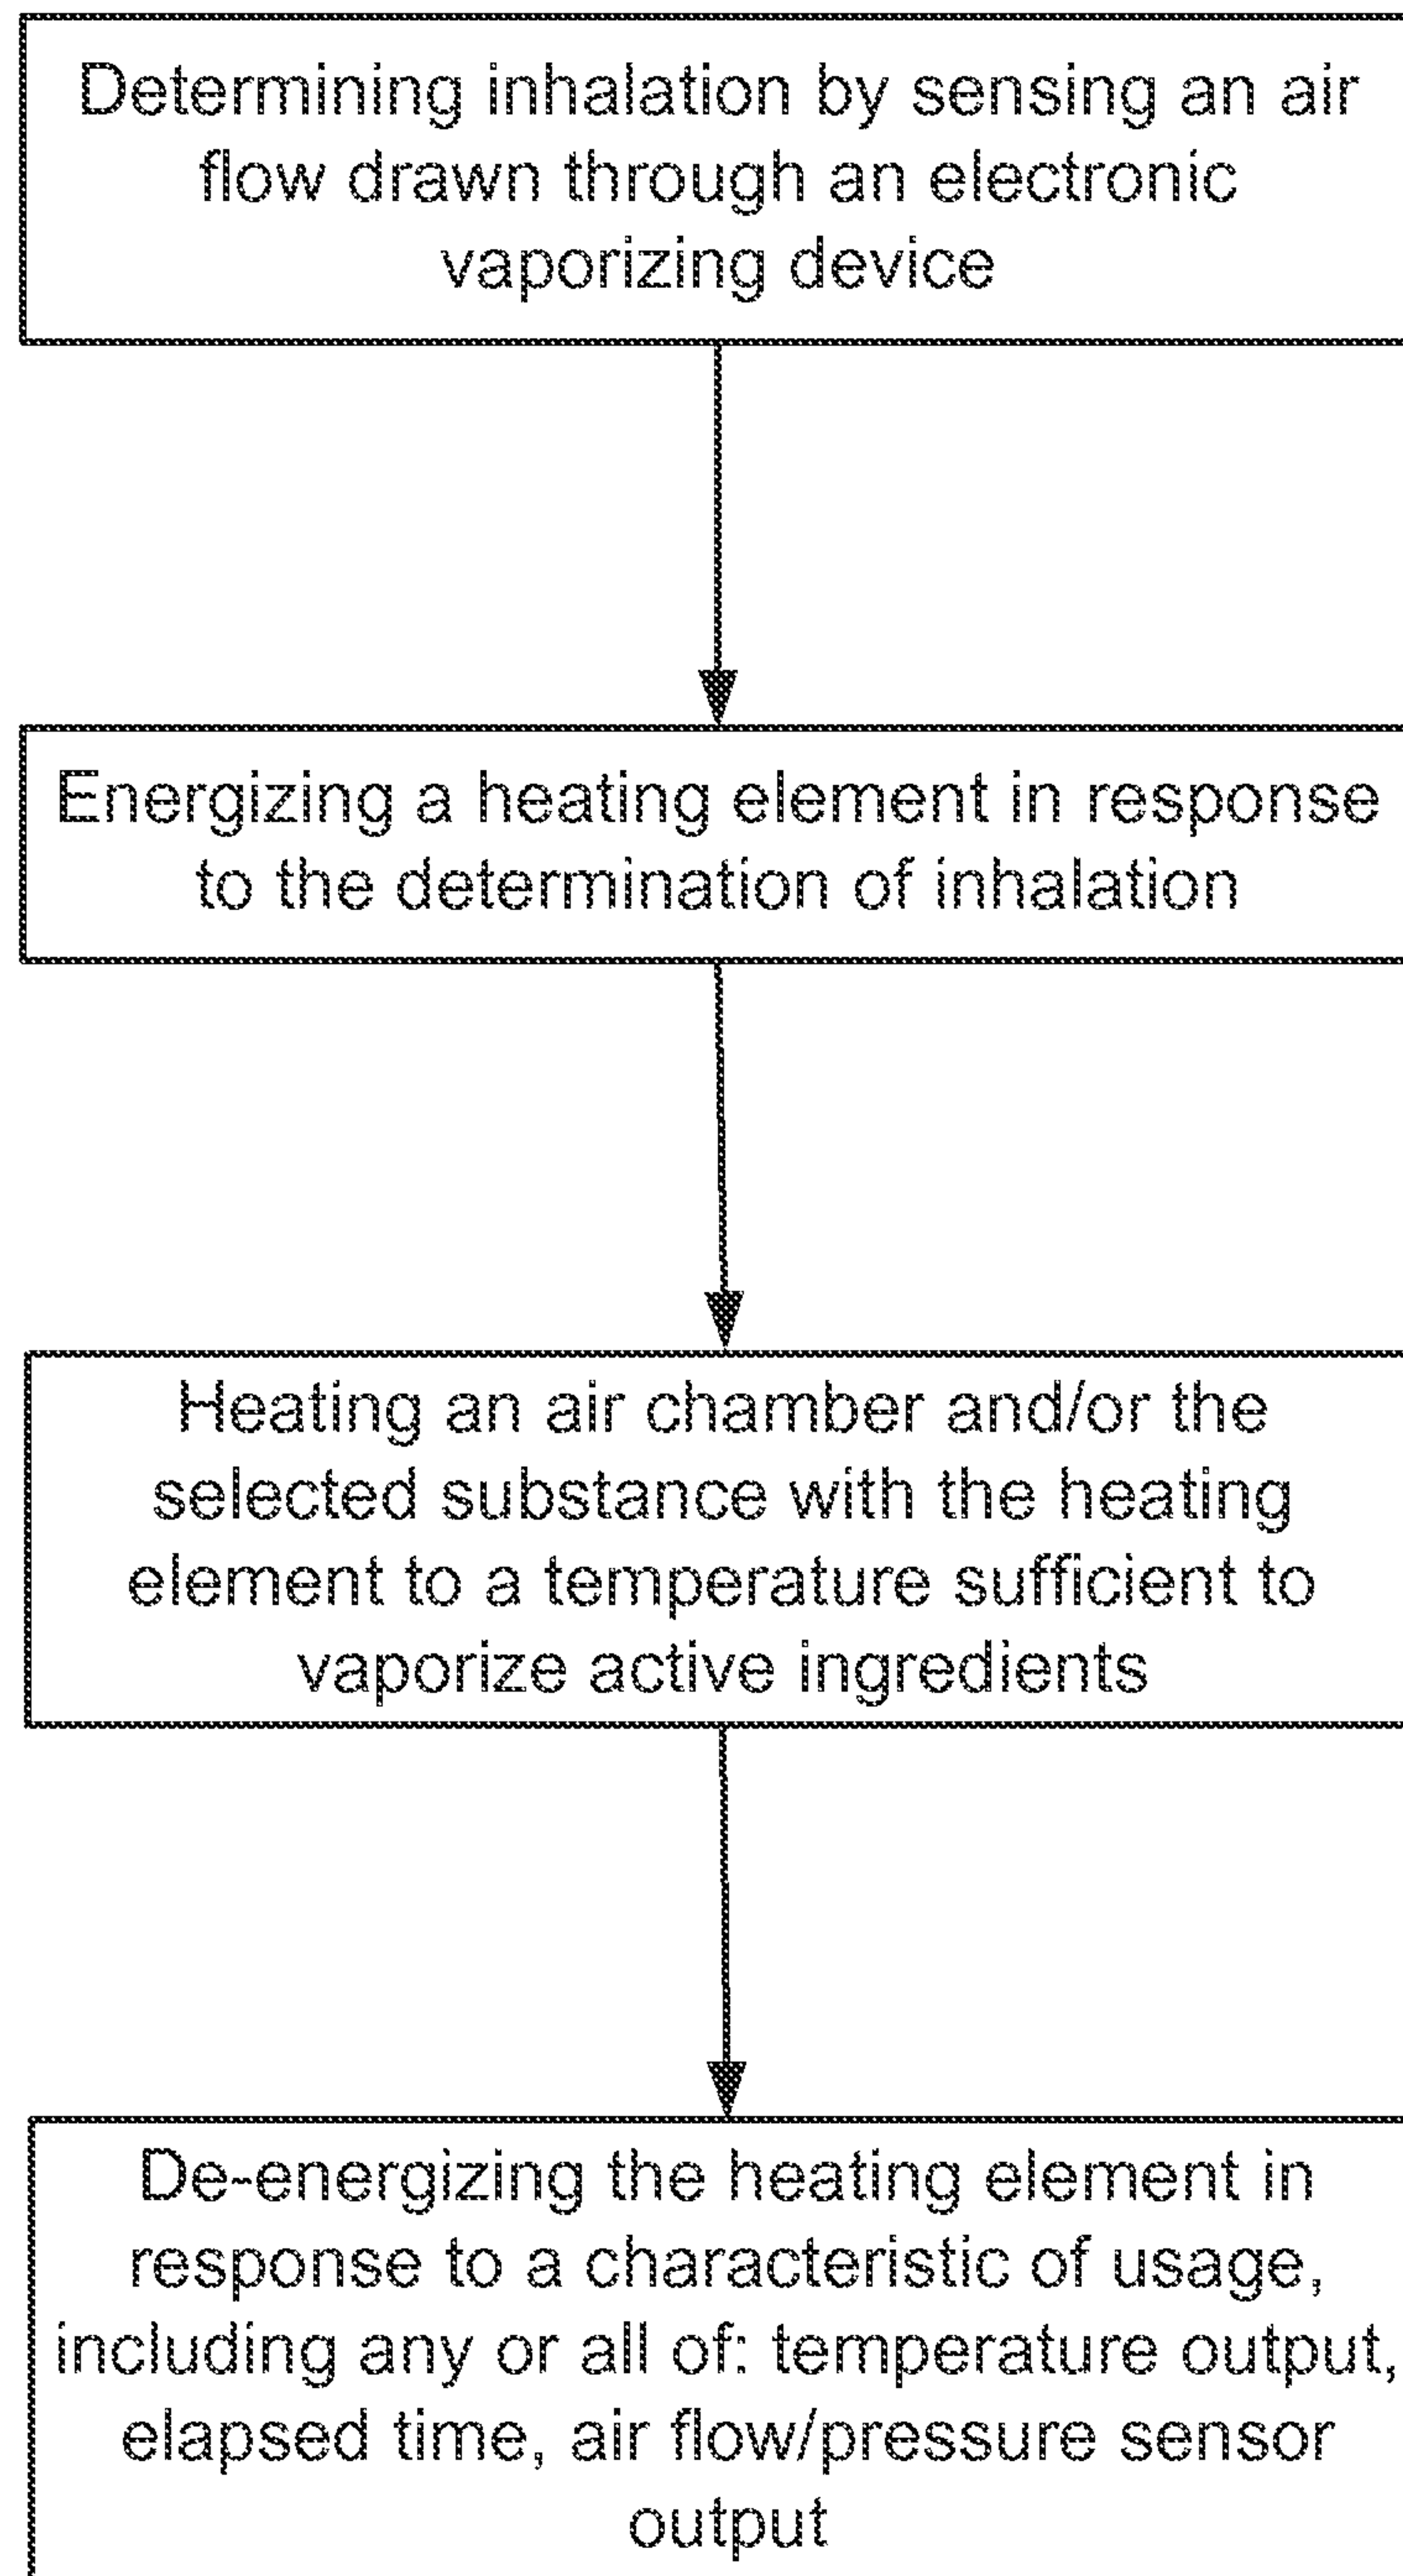 Determining inhalation by sensing an air
flow drawn through an electronic
vaporizing device
Energizing a heating element in response
to the determination of inhalation
Heating an air chamber and/or the
selected substance with the heating
element to a temperature sufficient to
vaporize active ingredients
De-energizing the heating element in
response to a characteristic of usage,
including any or all of: temperature output,
elapsed time, air flow/pressure sensor
output